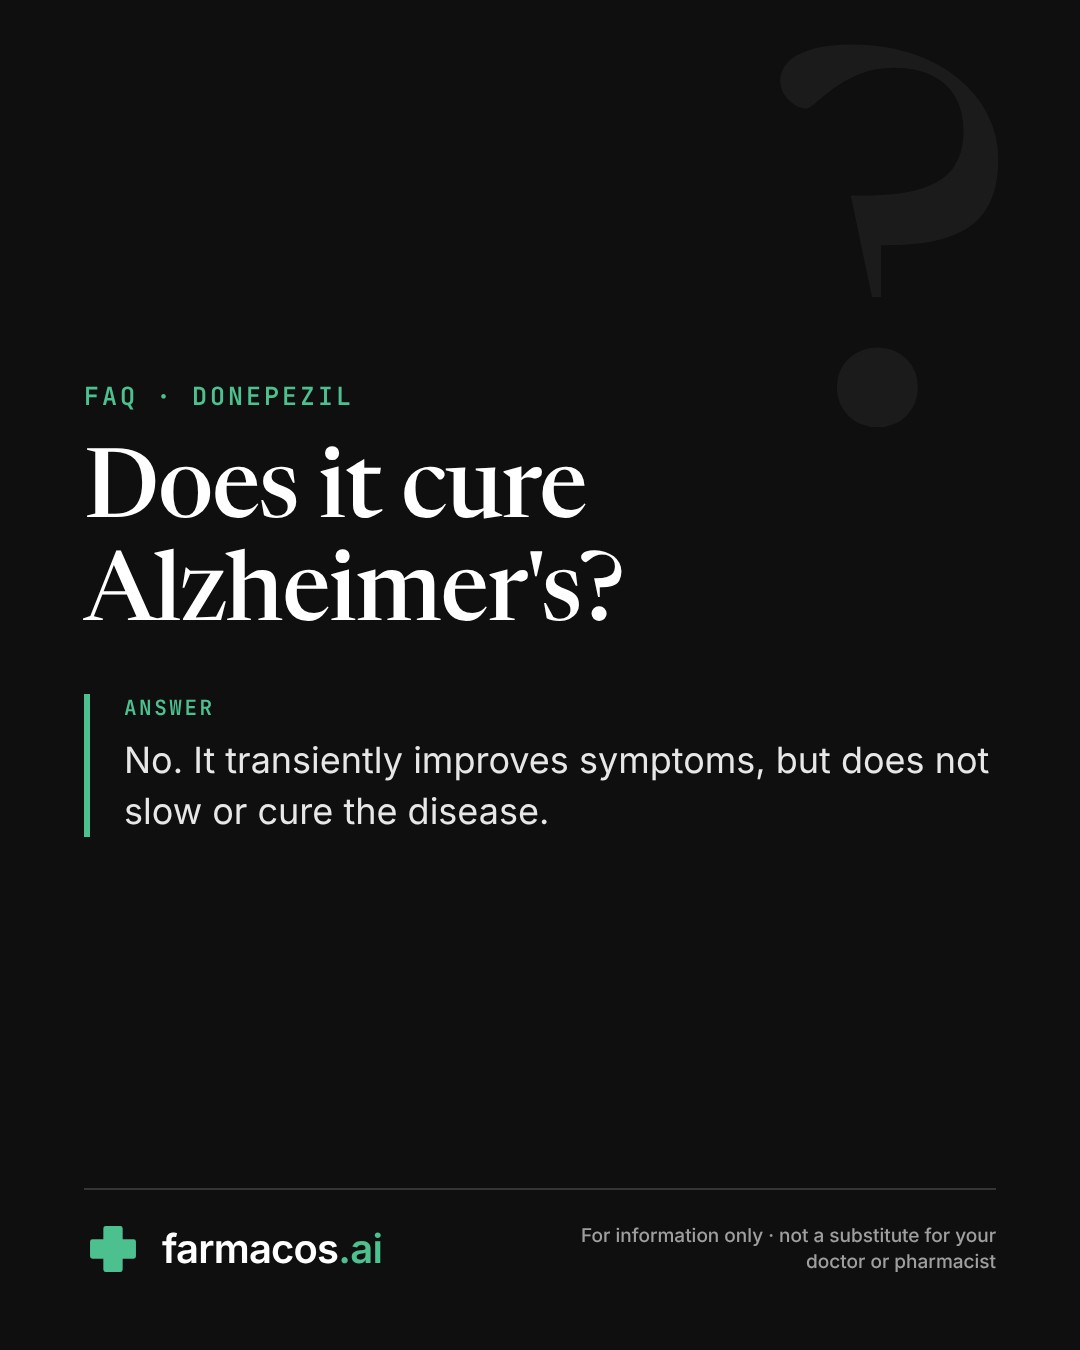 ?
FAQ · DONEPEZIL
Does it cure
Alzheimer's?
ANSWER
No. It transiently improves symptoms, but does not
slow or cure the disease.
farmacos.ai
For information only · not a substitute for your
doctor or pharmacist